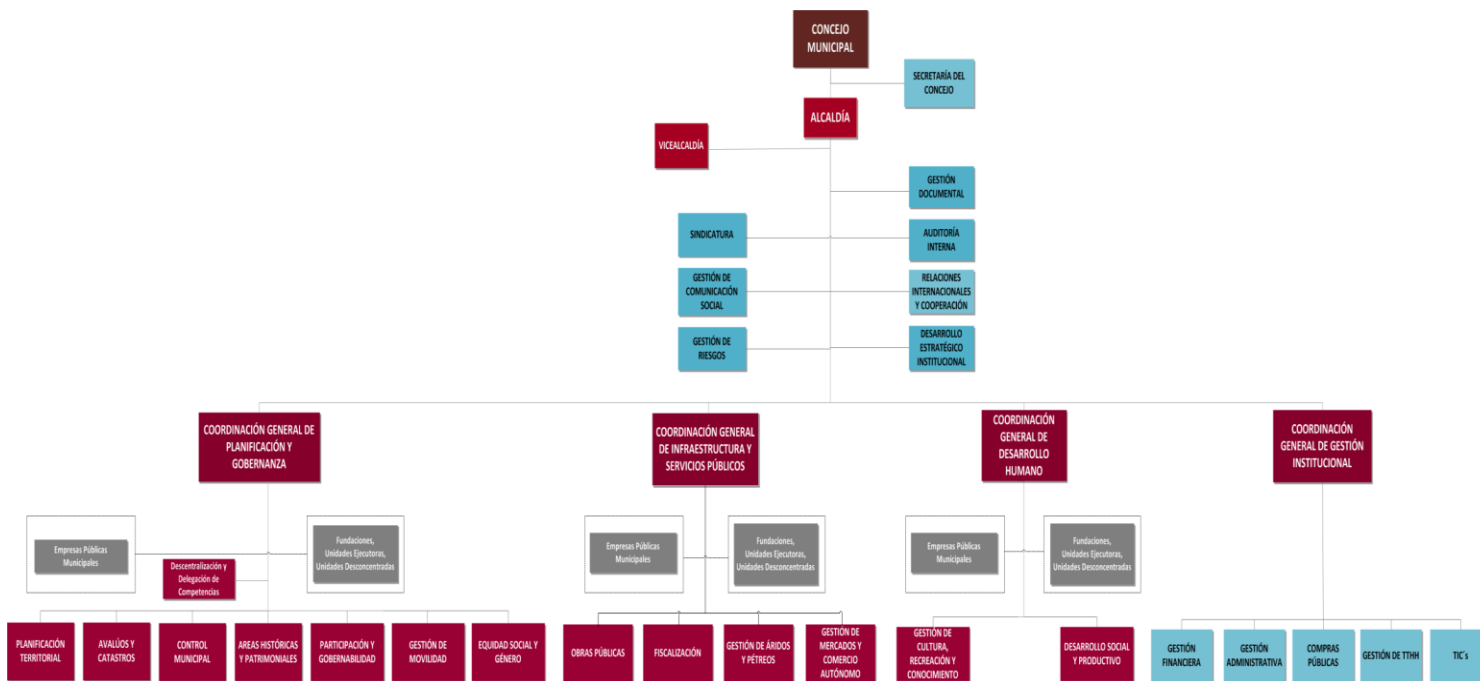 CONCEJO
MUNICIPAL
SECRETARÍA DEL
CONCEJO
ALCALDÍA
VICEALCALDÍA
GESTIÓN
DOCUMENTAL
SINDICATURA
AUDITORÍA
INTERNA
GESTIÓN DE
COMUNICACIÓN
SOCIAL
RELACIONES
INTERNACIONALES
Y COOPERACIÓN
GESTIÓN DE
RIESGOS
DESARROLLO
ESTRATÉGICO
INSTITUCIONAL
COORDINACIÓN GENERAL DE
PLANIFICACIÓN Y
GOBERNANZA
COORDINACIÓN GENERAL
DE INFRAESTRUCTURA Y
SERVICIOS PÚBLICOS
COORDINACIÓN
GENERAL DE
DESARROLLO
HUMANO
COORDINACIÓN
GENERAL DE GESTIÓN
INSTITUCIONAL
Empresas Públicas
Municipales
Fundaciones,
Unidades Ejecutoras,
Unidades Desconcentradas
Descentralización y
Delegación de
Competencias
Empresas Públicas
Municipales
Fundaciones,
Unidades Ejecutoras,
Unidades Desconcentradas
Empresas Públicas
Municipales
Fundaciones,
Unidades Ejecutoras,
Unidades Desconcentradas
PLANIFICACIÓN
TERRITORIAL
AVALÚOS Y
CATASTROS
CONTROL
MUNICIPAL
AREAS HISTÓRICAS
Y PATRIMONIALES
PARTICIPACIÓN Y
GOBERNABILIDAD
GESTIÓN DE
MOVILIDAD
EQUIDAD SOCIAL Y
GÉNERO
OBRAS PÚBLICAS
FISCALIZACIÓN
GESTIÓN DE ÁRIDOS
Y PÉTREOS
GESTIÓN DE
MERCADOS Y
COMERCIO
AUTÓNOMO
GESTIÓN DE
CULTURA,
RECREACIÓN Y
CONOCIMIENTO
DESARROLLO SOCIAL
Y PRODUCTIVO
GESTIÓN
FINANCIERA
GESTIÓN
ADMINISTRATIVA
COMPRAS
PÚBLICAS
GESTIÓN DE TTHH
TIC´s